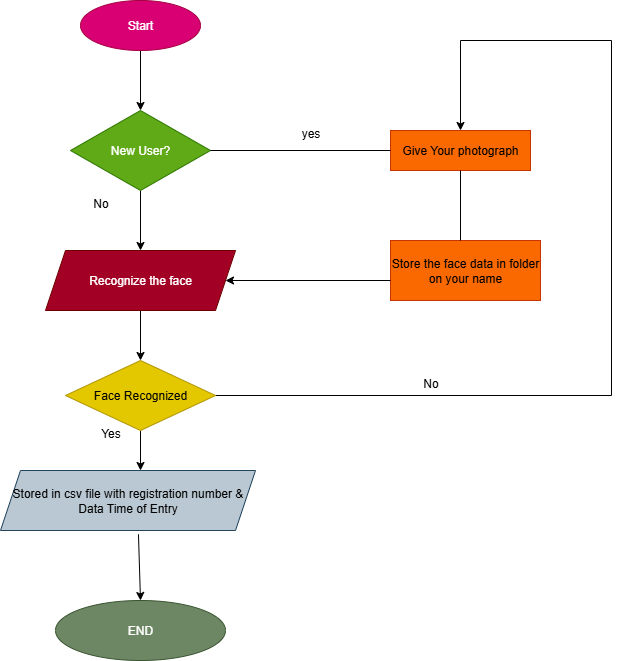 Start
New User?
yes
Give Your photograph
No
Recognize the face
Store the face data in folder
on your name
Face Recognized
No
Yes
Stored in csv file with registration number &
Data Time of Entry
END